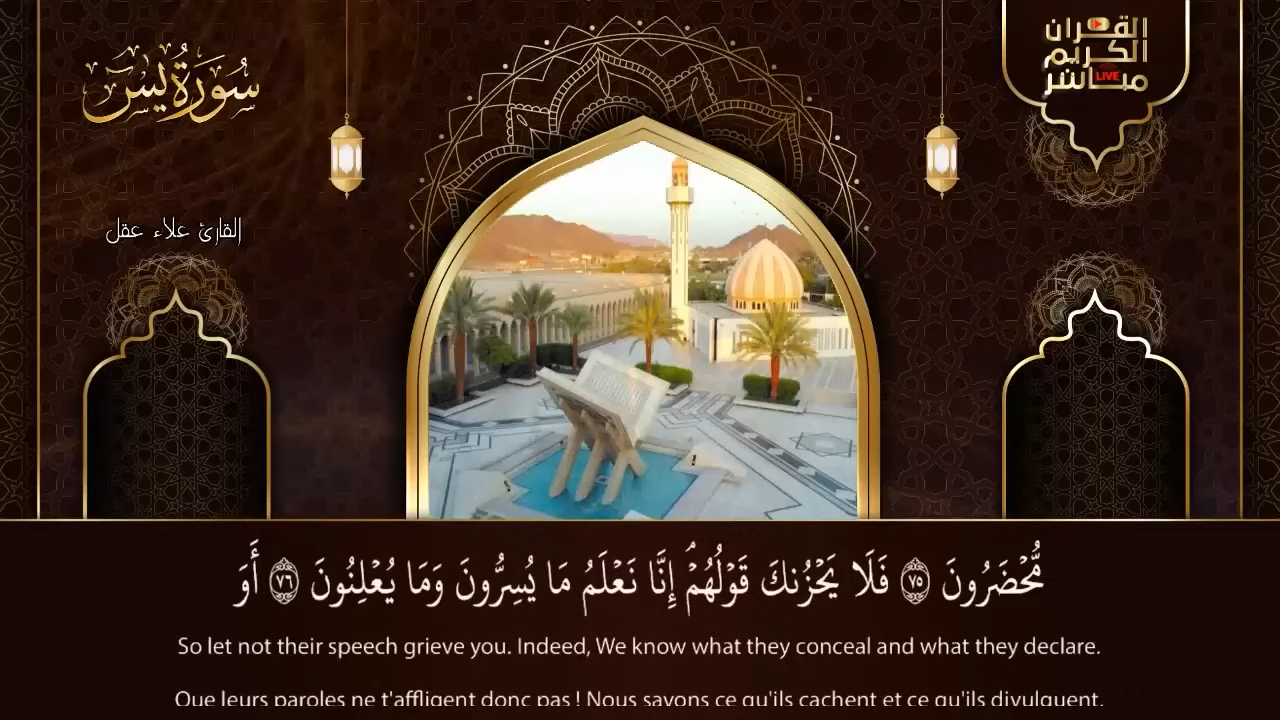 سُورَةُ يس
القرآن
الكريم
مباشر
LIVE
القارئ علاء عقل
مُّحْضَرُونَ ٧٥ فَلَا يَحْزُنكَ قَوْلُهُمْ ۘ إِنَّا نَعْلَمُ مَا يُسِرُّونَ وَمَا يُعْلِنُونَ ٧٦ أَوَ
So let not their speech grieve you. Indeed, We know what they conceal and what they declare.
Que leurs paroles ne t'affligent donc pas ! Nous savons ce qu'ils cachent et ce qu'ils divulguent.